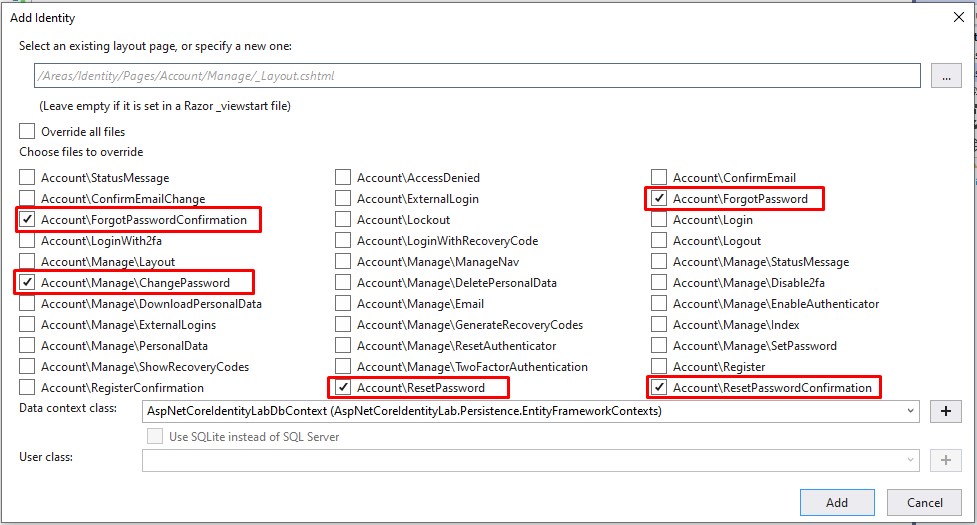 Add Identity
Select an existing layout page, or specify a new one:
/Areas/Identity/Pages/Account/Manage/_Layout.cshtml
...
(Leave empty if it is set in a Razor _viewstart file)
Override all files
Choose files to override
Account\StatusMessage Account\AccessDenied Account\ConfirmEmail
Account\ConfirmEmailChange Account\ExternalLogin Account\ForgotPassword
Account\ForgotPasswordConfirmation Account\Lockout Account\Login
Account\LoginWith2fa Account\LoginWithRecoveryCode Account\Logout
Account\Manage\Layout Account\Manage\ManageNav Account\Manage\StatusMessage
Account\Manage\ChangePassword Account\Manage\DeletePersonalData Account\Manage\Disable2fa
Account\Manage\DownloadPersonalData Account\Manage\Email Account\Manage\EnableAuthenticator
Account\Manage\ExternalLogins Account\Manage\GenerateRecoveryCodes Account\Manage\Index
Account\Manage\PersonalData Account\Manage\ResetAuthenticator Account\Manage\SetPassword
Account\Manage\ShowRecoveryCodes Account\Manage\TwoFactorAuthentication Account\Register
Account\RegisterConfirmation Account\ResetPassword Account\ResetPasswordConfirmation
Data context class: AspNetCoreIdentityLabDbContext (AspNetCoreIdentityLab.Persistence.EntityFrameworkContexts)
Use SQLite instead of SQL Server
User class:
Add Cancel